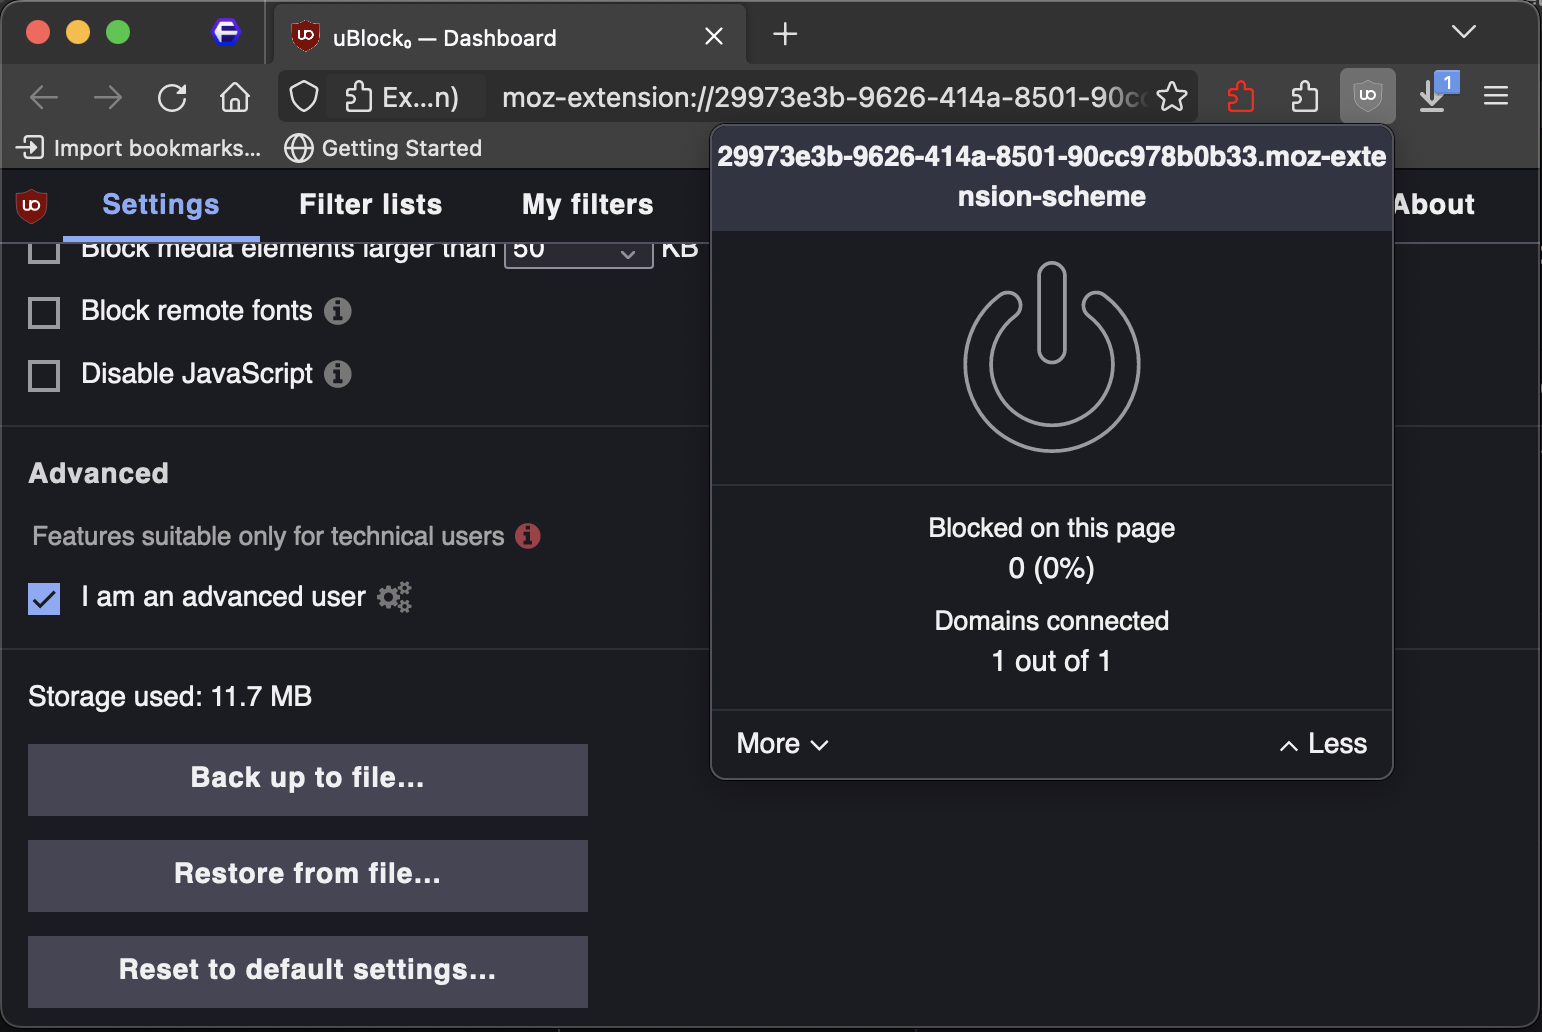 uBlock₀ — Dashboard
Ex...n)
moz-extension://29973e3b-9626-414a-8501-90cc
1
Import bookmarks...
Getting Started
29973e3b-9626-414a-8501-90cc978b0b33.moz-exte
nsion-scheme
Settings
Filter lists
My filters
About
Block media elements larger than 50 KB
Block remote fonts
Disable JavaScript
Advanced
Features suitable only for technical users
I am an advanced user
Storage used: 11.7 MB
Back up to file...
Restore from file...
Reset to default settings...
Blocked on this page
0 (0%)
Domains connected
1 out of 1
More
Less